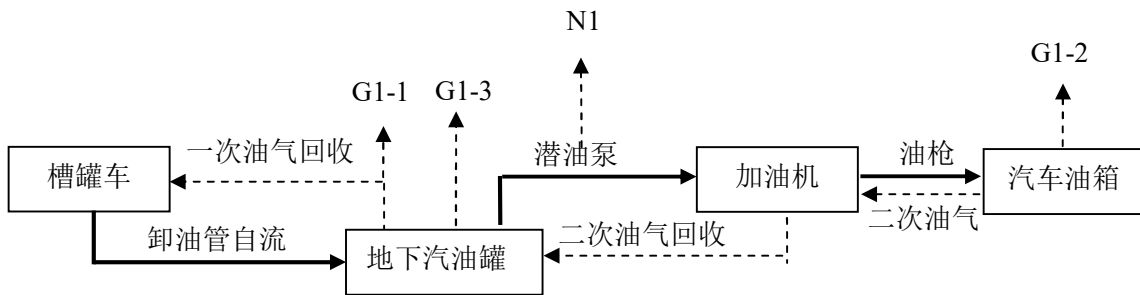 N1
G1-2
G1-1
G1-3
一次油气回收
潜油泵
油枪
槽罐车
加油机
汽车油箱
二次油气
卸油管自流
二次油气回收
地下汽油罐